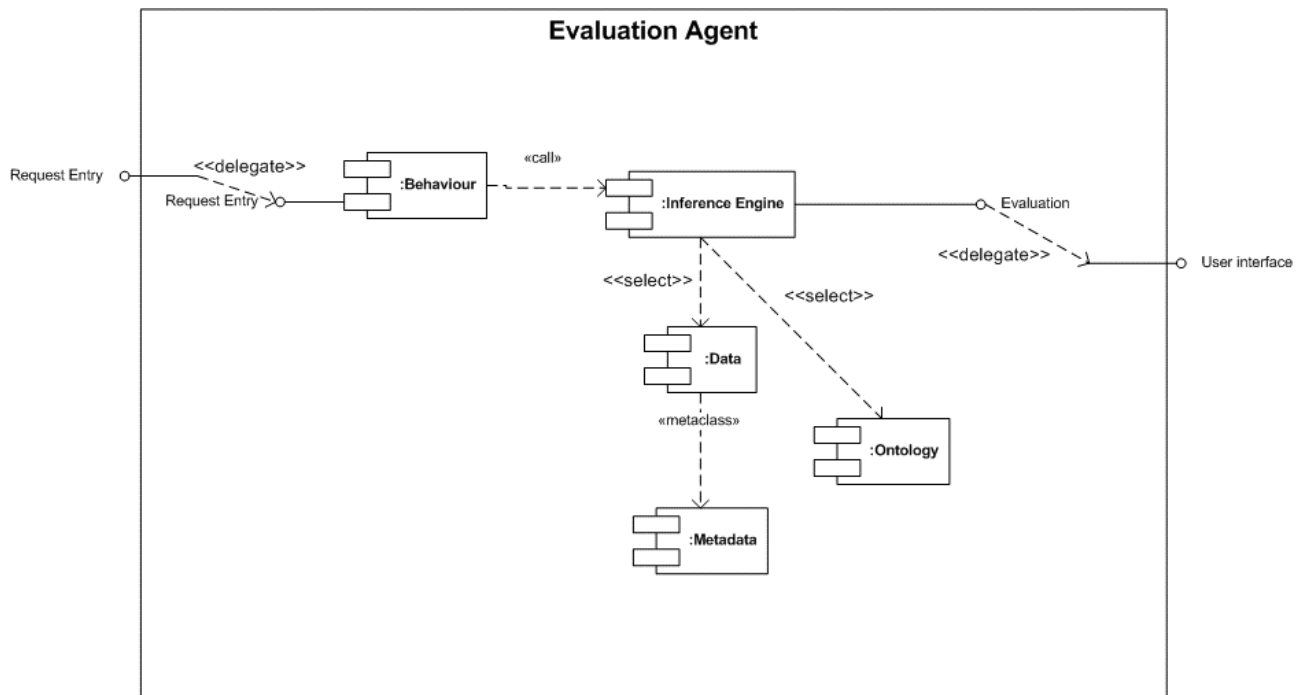 Evaluation Agent
«call»
<<delegate>>
Request Entry
:Behaviour
Request Entry
:Inference Engine
Evaluation
<<delegate>>
User interface
<<select>>
<<select>>
:Data
«metaclass»
:Ontology
:Metadata